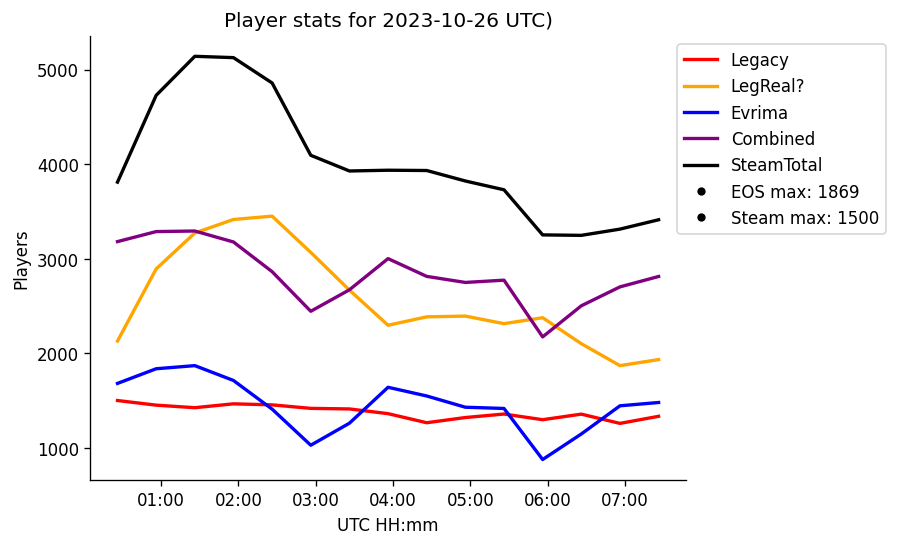 Player stats for 2023-10-26 UTC)
Legacy
LegReal?
Evrima
Combined
SteamTotal
EOS max: 1869
Steam max: 1500
Players
5000
4000
3000
2000
1000
01:00 02:00 03:00 04:00 05:00 06:00 07:00
UTC HH:mm